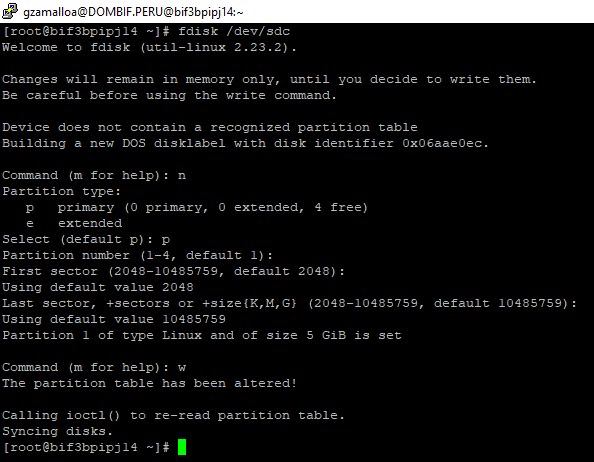 gzamalloa@DOMBIF.PERU@bif3bpipj14:~
[root@bif3bpipj14 ~]# fdisk /dev/sdc
Welcome to fdisk (util-linux 2.23.2).

Changes will remain in memory only, until you decide to write them.
Be careful before using the write command.

Device does not contain a recognized partition table
Building a new DOS disklabel with disk identifier 0x06aae0ec.

Command (m for help): n
Partition type:
   p   primary (0 primary, 0 extended, 4 free)
   e   extended
Select (default p): p
Partition number (1-4, default 1):
First sector (2048-10485759, default 2048):
Using default value 2048
Last sector, +sectors or +size{K,M,G} (2048-10485759, default 10485759):
Using default value 10485759
Partition 1 of type Linux and of size 5 GiB is set

Command (m for help): w
The partition table has been altered!

Calling ioctl() to re-read partition table.
Syncing disks.
[root@bif3bpipj14 ~]#